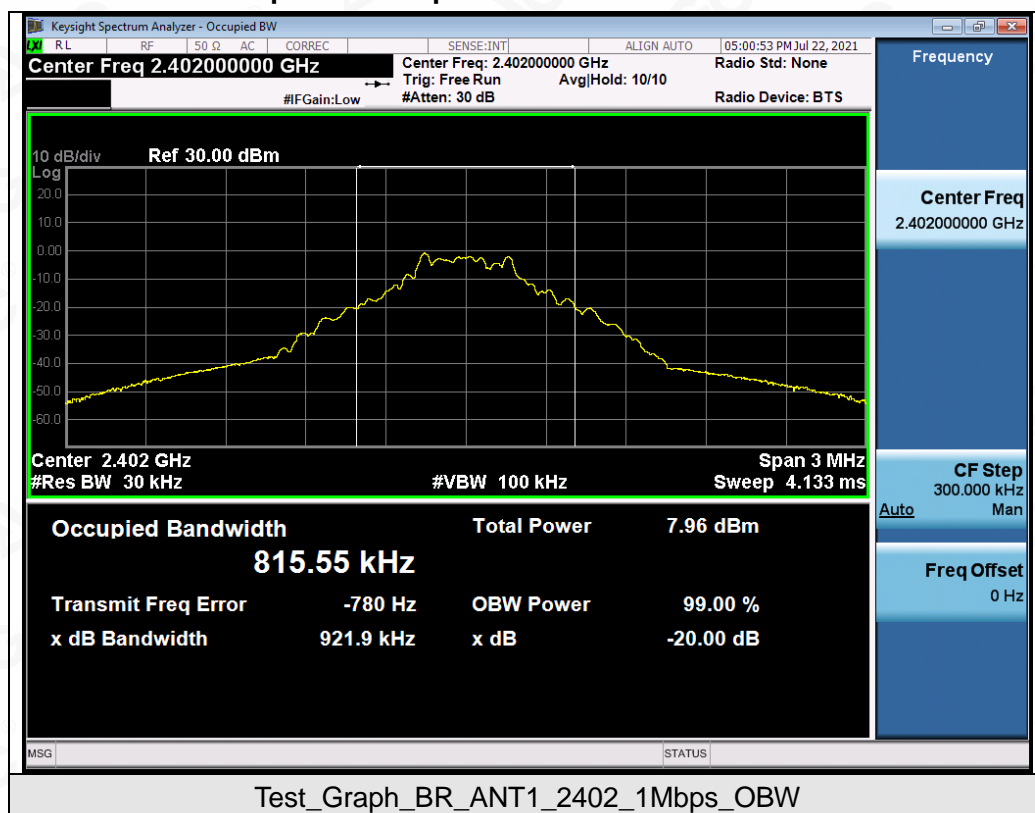 Keysight Spectrum Analyzer - Occupied BW
LXI RL RF 50 Ω AC CORREC SENSE:INT ALIGN AUTO 05:00:53 PM Jul 22, 2021
Center Freq 2.402000000 GHz
Center Freq: 2.402000000 GHz
Radio Std: None
Trig: Free Run Avg|Hold: 10/10
#IFGain:Low #Atten: 30 dB
Radio Device: BTS
10 dB/div Ref 30.00 dBm
Log
20.0
10.0
0.00
-10.0
-20.0
-30.0
-40.0
-50.0
-60.0
Center 2.402 GHz Span 3 MHz
#Res BW 30 kHz #VBW 100 kHz Sweep 4.133 ms
Occupied Bandwidth Total Power 7.96 dBm
815.55 kHz
Transmit Freq Error -780 Hz OBW Power 99.00 %
x dB Bandwidth 921.9 kHz x dB -20.00 dB
MSG STATUS
Frequency
Center Freq
2.402000000 GHz
CF Step
300.000 kHz
Auto Man
Freq Offset
0 Hz
Test_Graph_BR_ANT1_2402_1Mbps_OBW